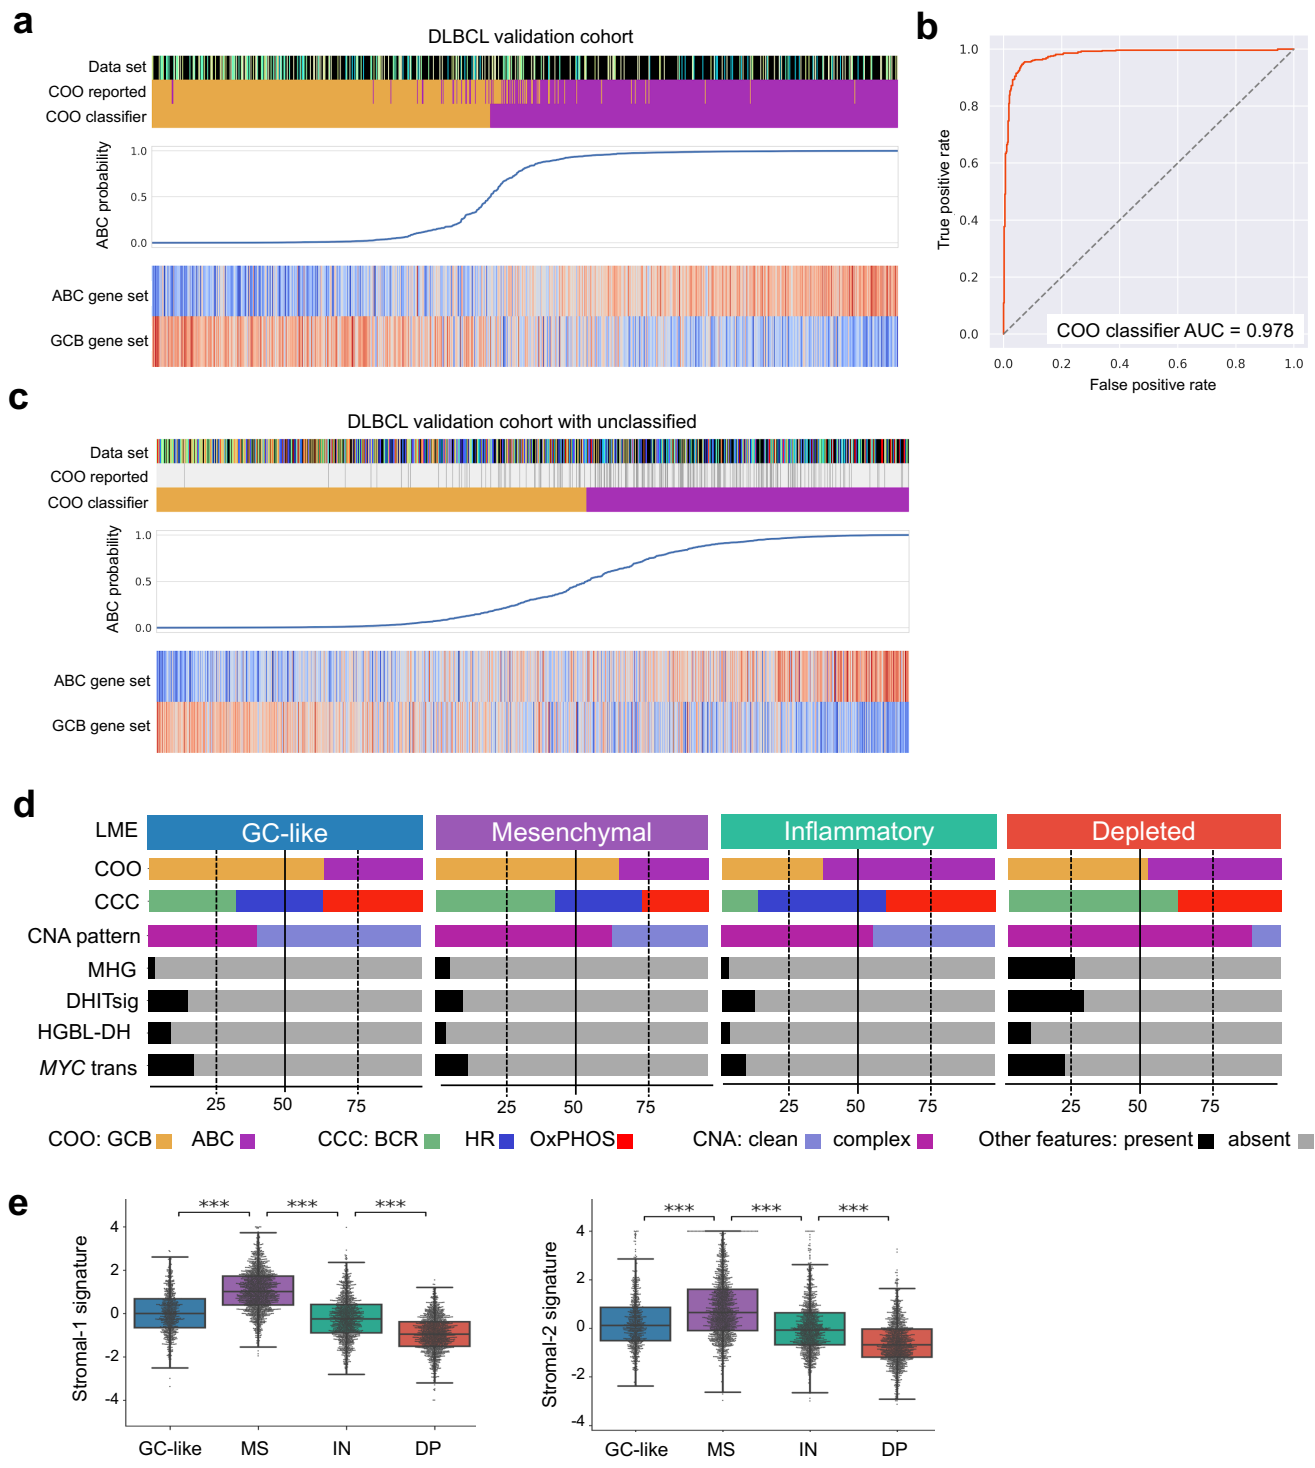 a
DLBCL validation cohort
Data set
COO reported
COO classifier
ABC probability
1.0
0.5
0.0
ABC gene set
GCB gene set
b
True positive rate
1.0
0.8
0.6
0.4
0.2
0.0
COO classifier AUC = 0.978
0.0 0.2 0.4 0.6 0.8 1.0
False positive rate
c
DLBCL validation cohort with unclassified
Data set
COO reported
COO classifier
ABC probability
1.0
0.5
0.0
ABC gene set
GCB gene set
d
LME GC-like Mesenchymal Inflammatory Depleted
COO
CCC
CNA pattern
MHG
DHITsig
HGBL-DH
MYC trans
25 50 75 25 50 75 25 50 75 25 50 75
COO: GCB ABC CCC: BCR HR OxPHOS CNA: clean complex Other features: present absent
e
Stromal-1 signature
*** *** ***
4
2
0
-2
-4
GC-like MS IN DP
Stromal-2 signature
*** *** ***
4
2
0
-2
-4
GC-like MS IN DP